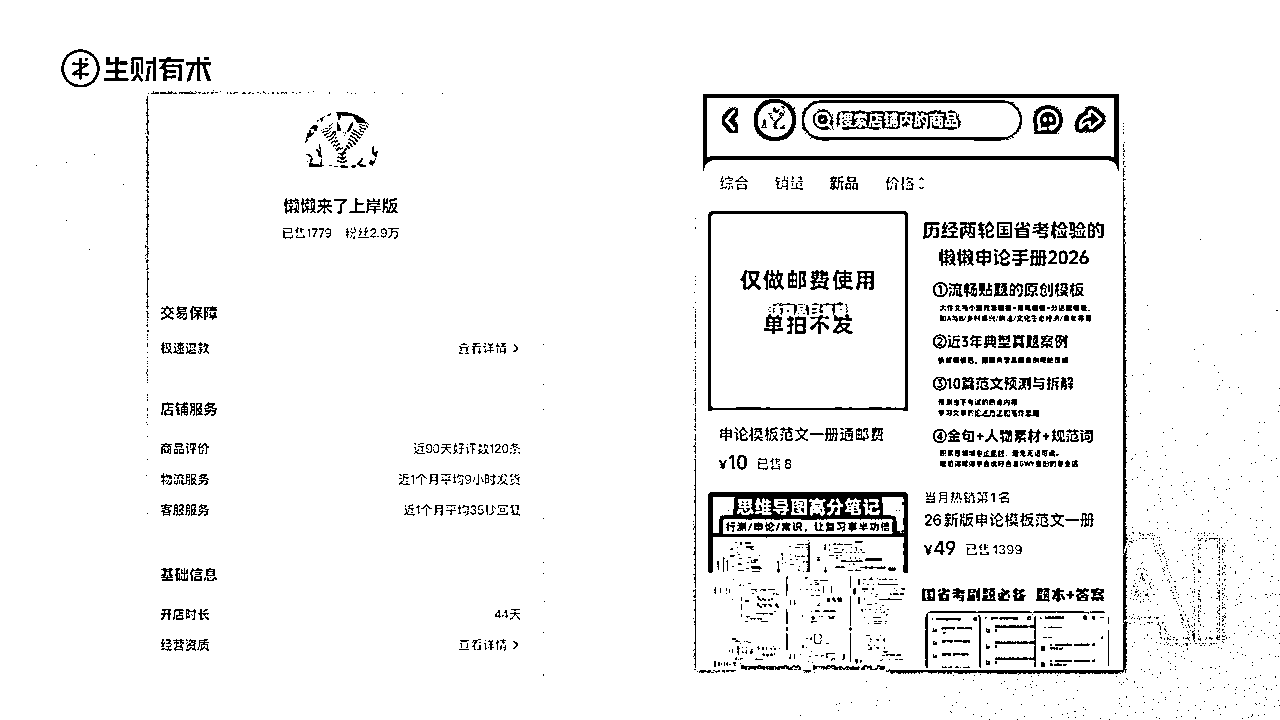 生财有术
懒懒来了上岸版
已售1779 粉丝2.9万
交易保障
极速退款 查看详情 >
店铺服务
商品评价 近90天好评数120条
物流服务 近1个月平均9小时发货
客服服务 近1个月平均35秒回复
基础信息
开店时长 44天
经营资质 查看详情 >
搜索店铺内的商品
综合 销量 新品 价格
仅做邮费使用
单拍不发
申论模板范文一册通邮费
¥10 已售8
思维导图高分笔记
行测/申论/常识,让复习事半功倍
历经两轮国省考检验的
懒懒申论手册2026
①流畅贴题的原创模板
②近3年典型真题案例
③10篇范文预测与拆解
④金句+人物素材+规范词
当月热销第1名
26新版申论模板范文一册
¥49 已售1399
国省考刷题必备 题本+答案
AI